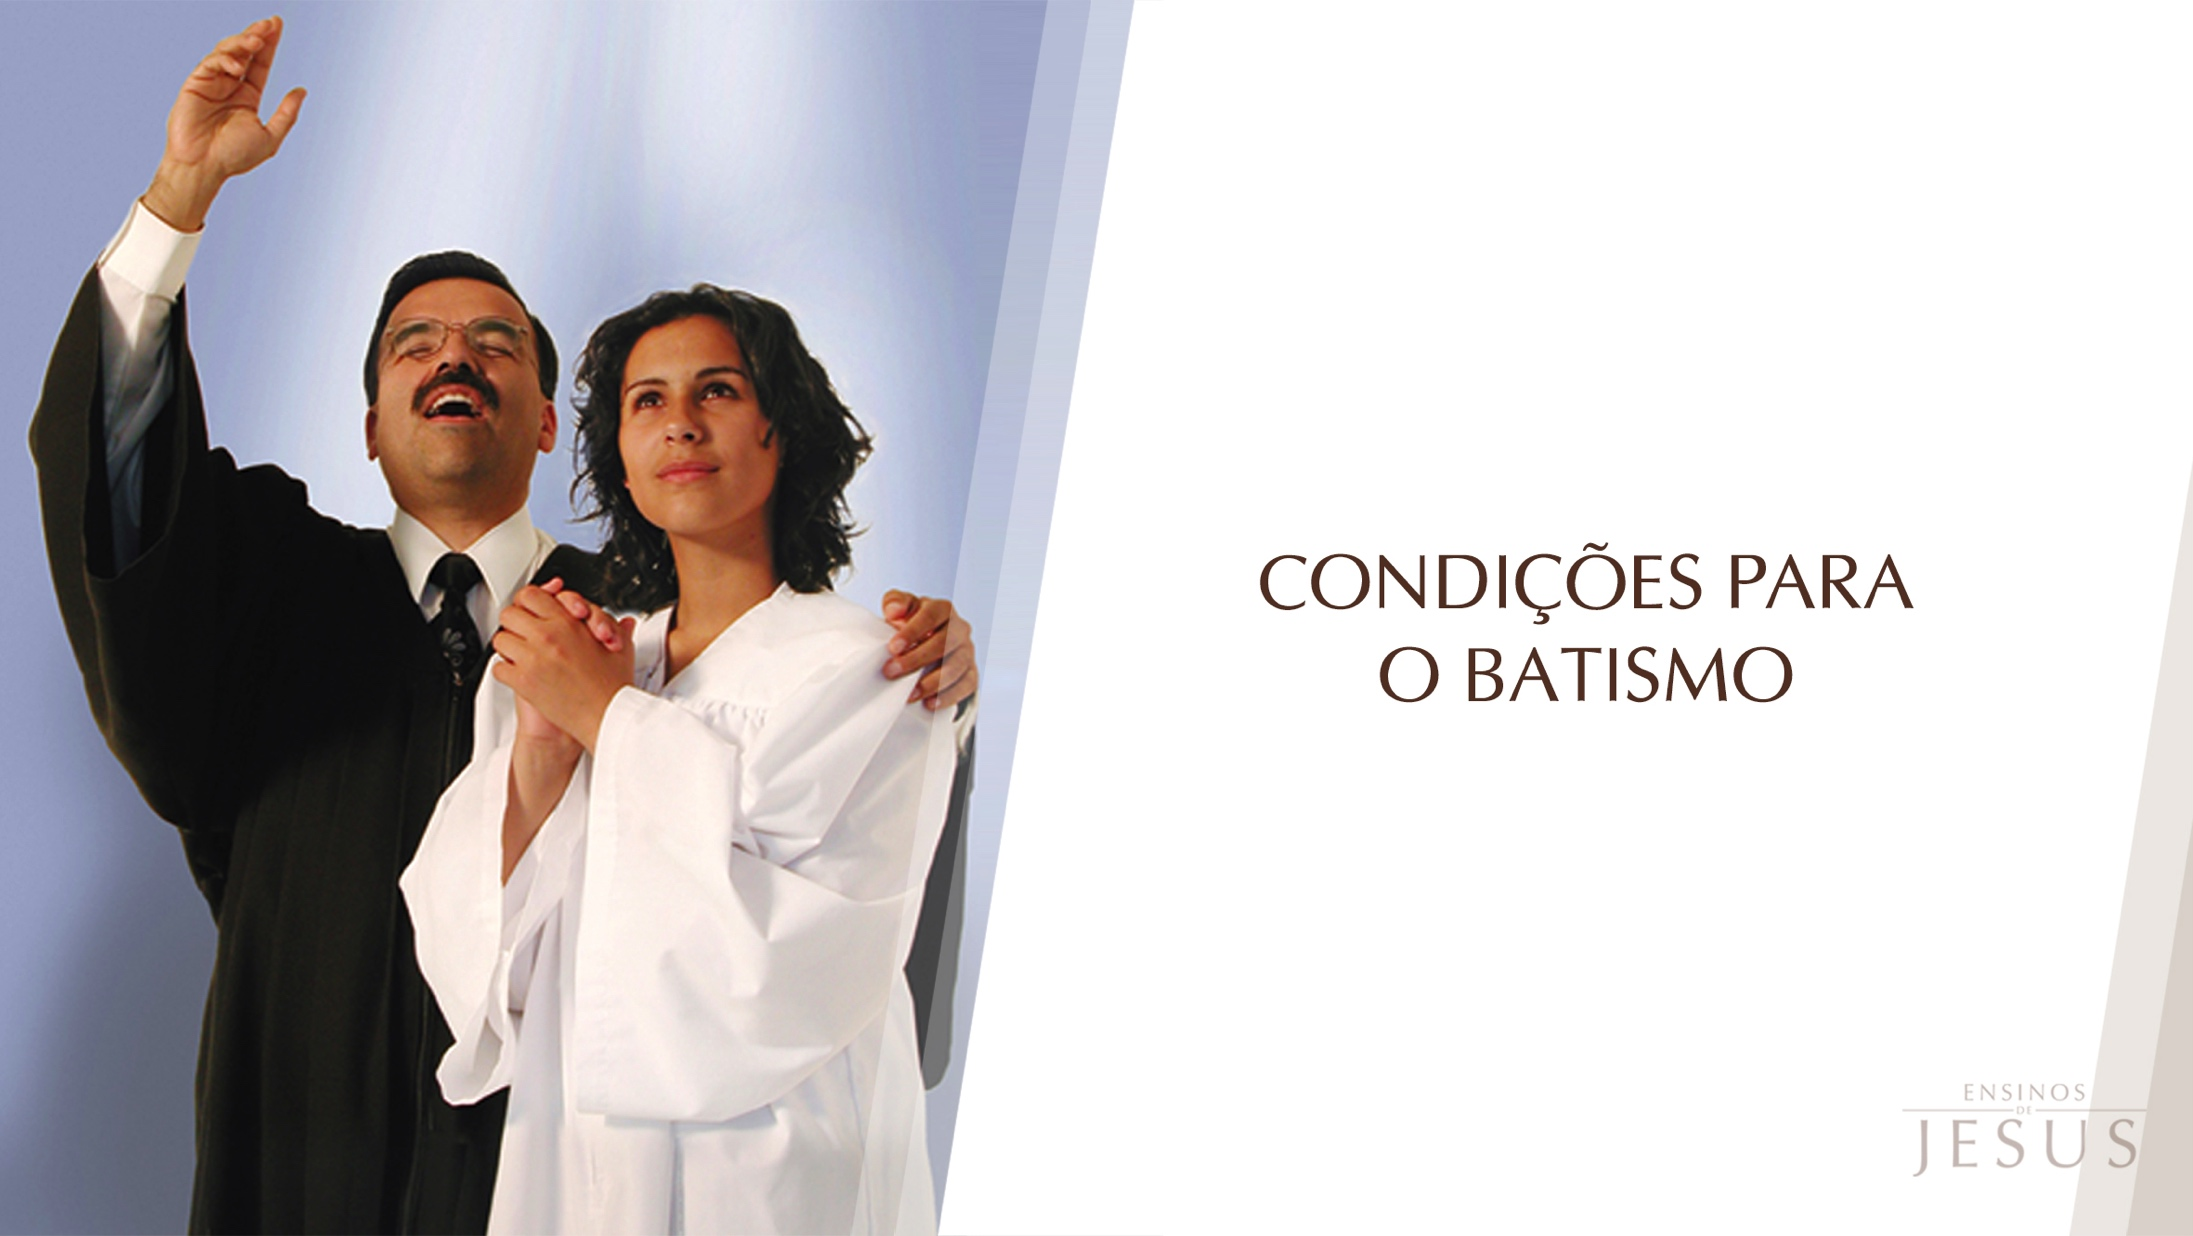 CONDIÇÕES PARA
O BATISMO
ENSINOS
DE
JESUS